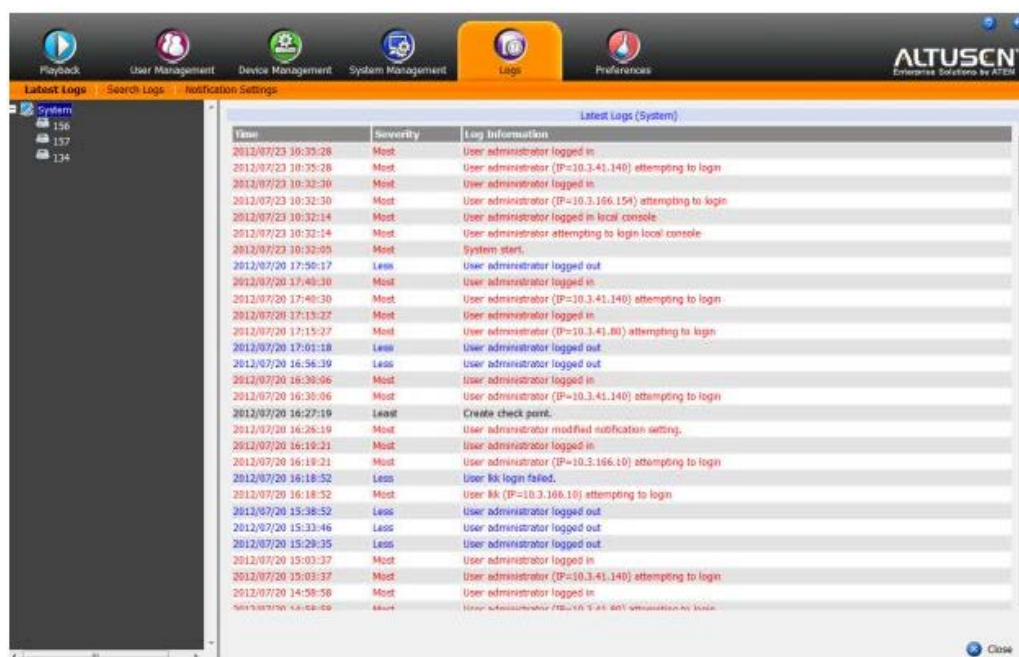 Playback User Management Device Management System Management Logs Preferences
ALTUSCN
Enterprise Solutions by ATEN
Latest Logs Search Logs Notification Settings
System
156
157
134
Latest Logs (System)
Time Severity Log Information
2012/07/23 10:35:28 Most User administrator logged in
2012/07/23 10:35:28 Most User administrator (IP=10.3.41.140) attempting to login
2012/07/23 10:32:30 Most User administrator logged in
2012/07/23 10:32:30 Most User administrator (IP=10.3.166.154) attempting to login
2012/07/23 10:32:14 Most User administrator logged in local console
2012/07/23 10:32:14 Most User administrator attempting to login local console
2012/07/23 10:32:05 Most System start.
2012/07/20 17:50:17 Less User administrator logged out
2012/07/20 17:40:30 Most User administrator logged in
2012/07/20 17:40:30 Most User administrator (IP=10.3.41.140) attempting to login
2012/07/20 17:15:27 Most User administrator logged in
2012/07/20 17:15:27 Most User administrator (IP=10.3.41.80) attempting to login
2012/07/20 17:01:18 Less User administrator logged out
2012/07/20 16:56:39 Less User administrator logged out
2012/07/20 16:30:06 Most User administrator logged in
2012/07/20 16:30:06 Most User administrator (IP=10.3.41.140) attempting to login
2012/07/20 16:27:19 Least Create check point.
2012/07/20 16:26:19 Most User administrator modified notification setting.
2012/07/20 16:19:21 Most User administrator logged in
2012/07/20 16:19:21 Most User administrator (IP=10.3.166.10) attempting to login
2012/07/20 16:18:52 Less User lkk login failed.
2012/07/20 16:18:52 Most User lkk (IP=10.3.166.10) attempting to login
2012/07/20 15:38:52 Less User administrator logged out
2012/07/20 15:33:46 Less User administrator logged out
2012/07/20 15:29:35 Less User administrator logged out
2012/07/20 15:03:37 Most User administrator logged in
2012/07/20 15:03:37 Most User administrator (IP=10.3.41.140) attempting to login
2012/07/20 14:58:58 Most User administrator logged in
2012/07/20 14:58:58 Most User administrator (IP=10.3.41.80) attempting to login
Close